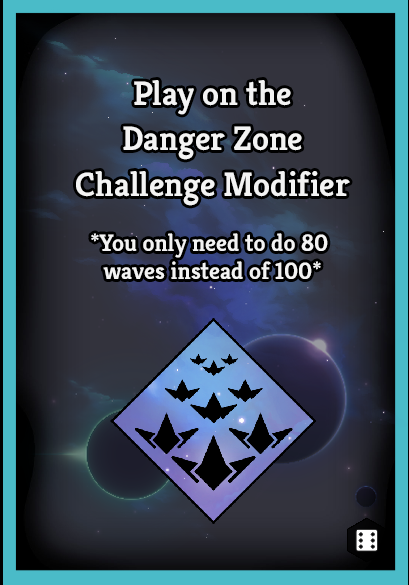 Play on the
Danger Zone
Challenge Modifier
*You only need to do 80
waves instead of 100*